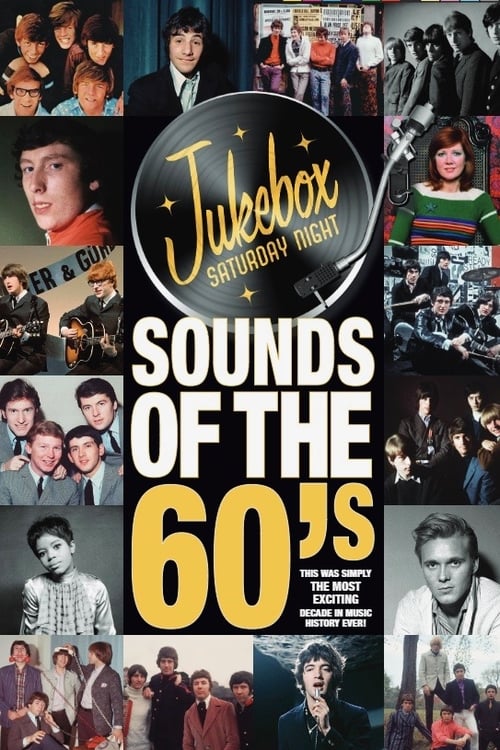 Jukebox
SATURDAY NIGHT
SOUNDS
OF THE
60's
THIS WAS SIMPLY
THE MOST
EXCITING
DECADE IN MUSIC
HISTORY EVER!
ER & GUR